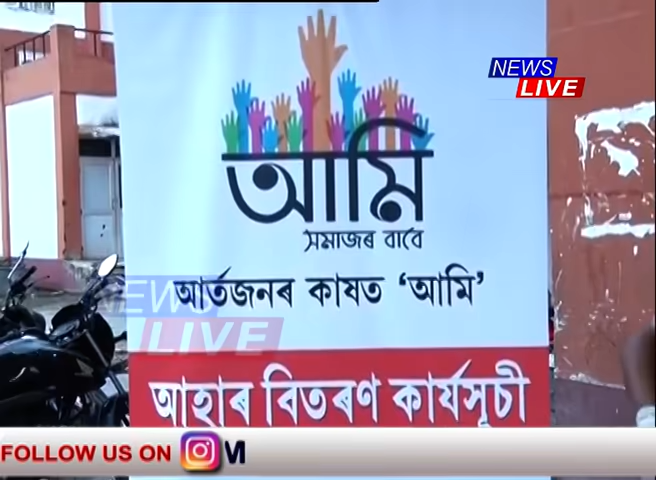 NEWS
LIVE
আমি
সমাজৰ বাবে
আৰ্তজনৰ কাষত ‘আমি’
NEWS
LIVE
আহাৰ বিতৰণ কাৰ্যসূচী
FOLLOW US ON